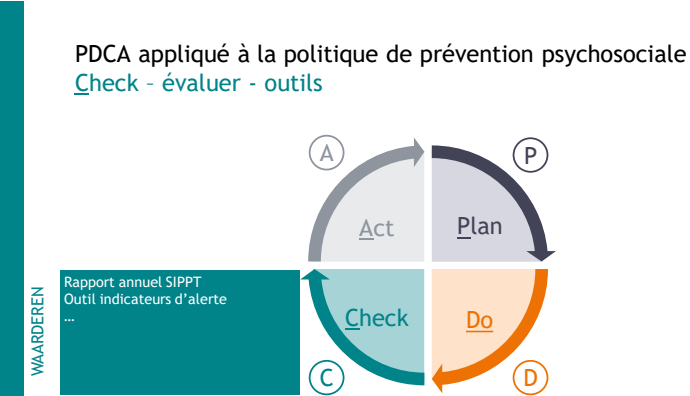 PDCA appliqué à la politique de prévention psychosociale
Check – évaluer - outils
A
P
Act
Plan
Rapport annuel SIPPT
Outil indicateurs d’alerte
…
WAARDEREN
Check
Do
C
D